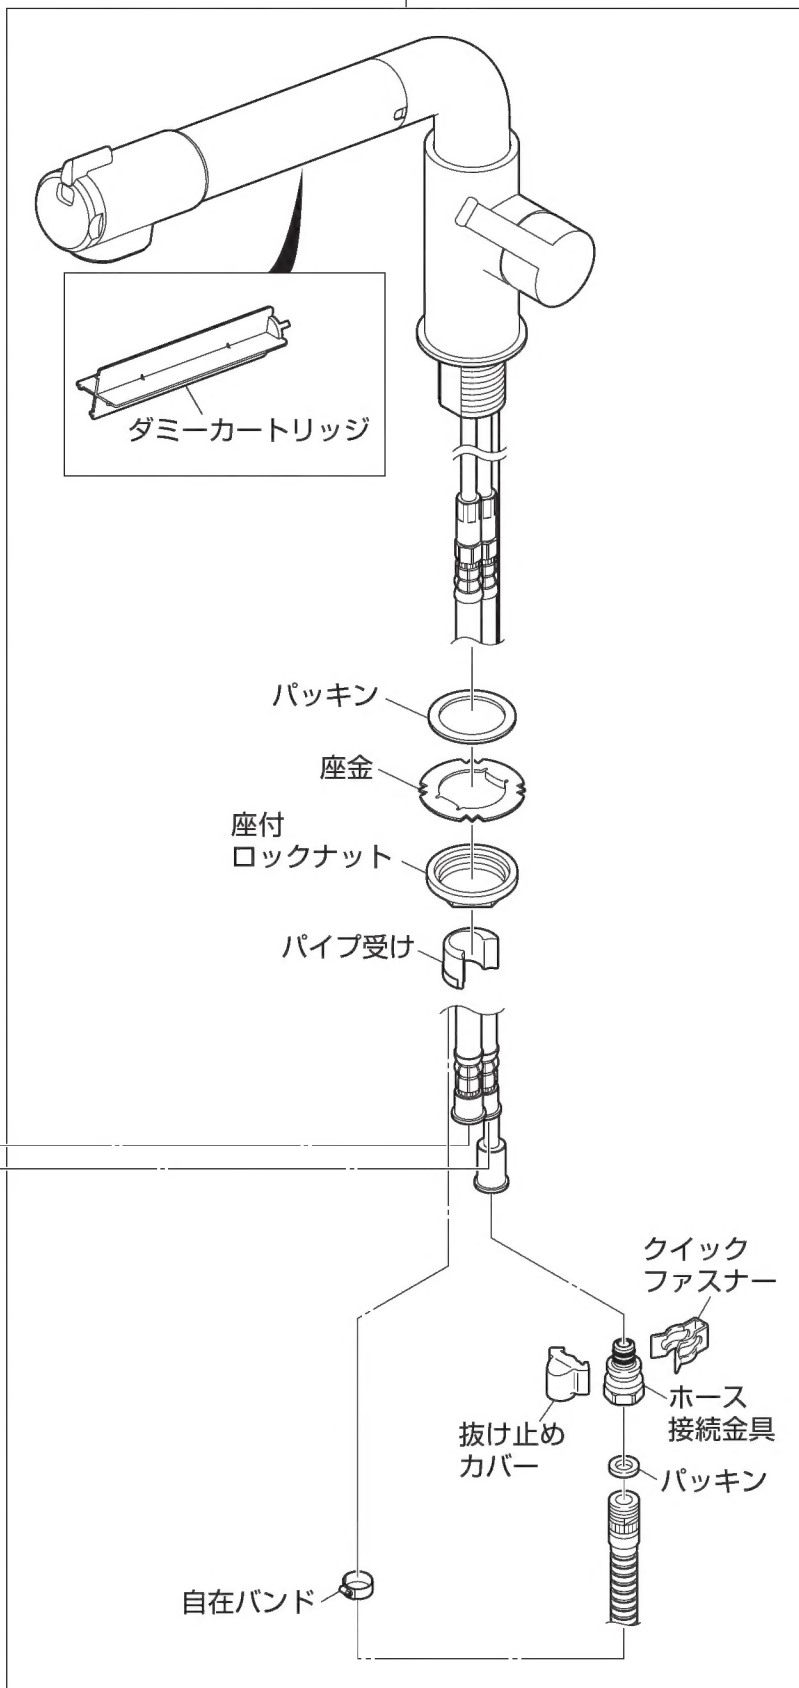 ダミーカートリッジ
パッキン
座金
座付
ロックナット
パイプ受け
クイック
ファスナー
抜け止め
カバー
ホース
接続金具
パッキン
自在バンド